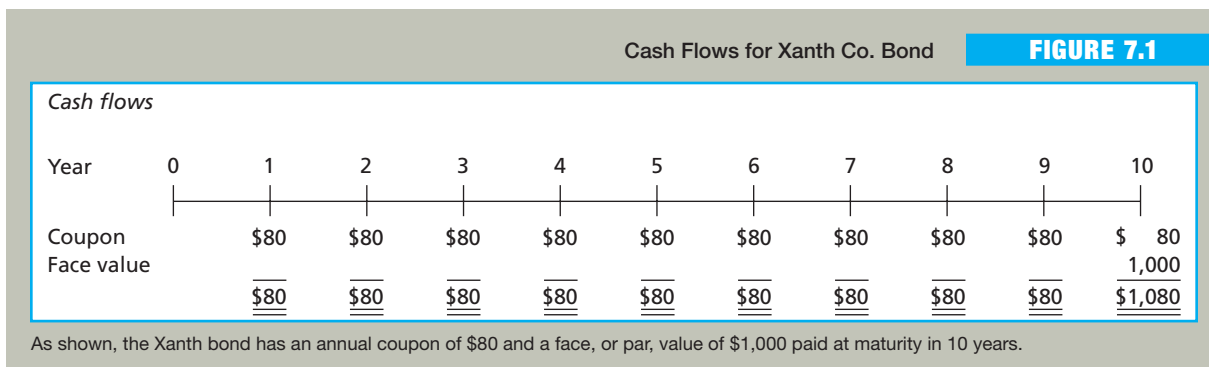 Cash Flows for Xanth Co. Bond FIGURE 7.1
Cash flows
Year 0 1 2 3 4 5 6 7 8 9 10
Coupon $80 $80 $80 $80 $80 $80 $80 $80 $80 $ 80
Face value 1,000
$80 $80 $80 $80 $80 $80 $80 $80 $80 $1,080
As shown, the Xanth bond has an annual coupon of $80 and a face, or par, value of $1,000 paid at maturity in 10 years.